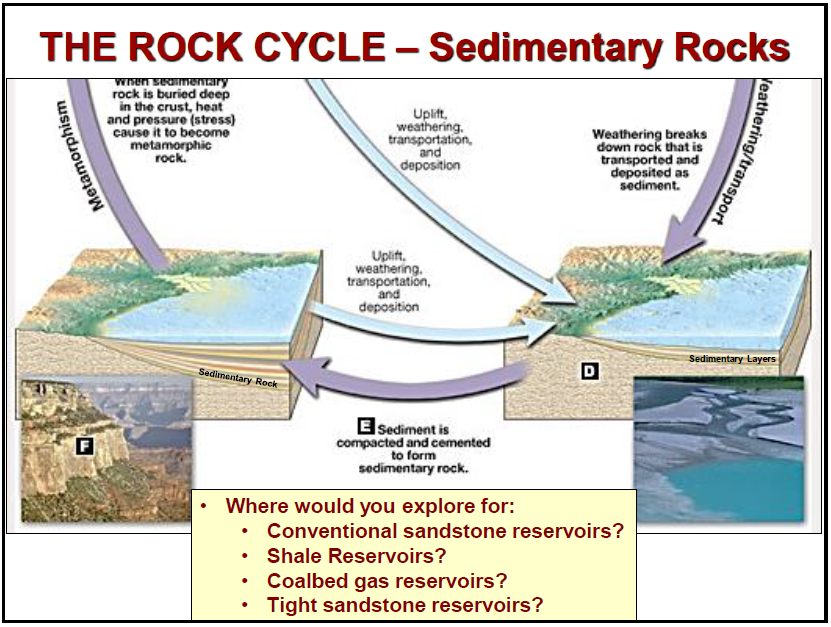 THE ROCK CYCLE – Sedimentary Rocks
When sedimentary
rock is buried deep
in the crust, heat
and pressure (stress)
cause it to become
metamorphic
rock.
Metamorphism
Uplift,
weathering,
transportation,
and
deposition
Weathering breaks
down rock that is
transported and
deposited as
sediment.
Weathering/transport
Uplift,
weathering,
transportation,
and
deposition
Sedimentary Rock
Sedimentary Layers
D
F
E Sediment is
compacted and cemented
to form
sedimentary rock.
• Where would you explore for:
• Conventional sandstone reservoirs?
• Shale Reservoirs?
• Coalbed gas reservoirs?
• Tight sandstone reservoirs?